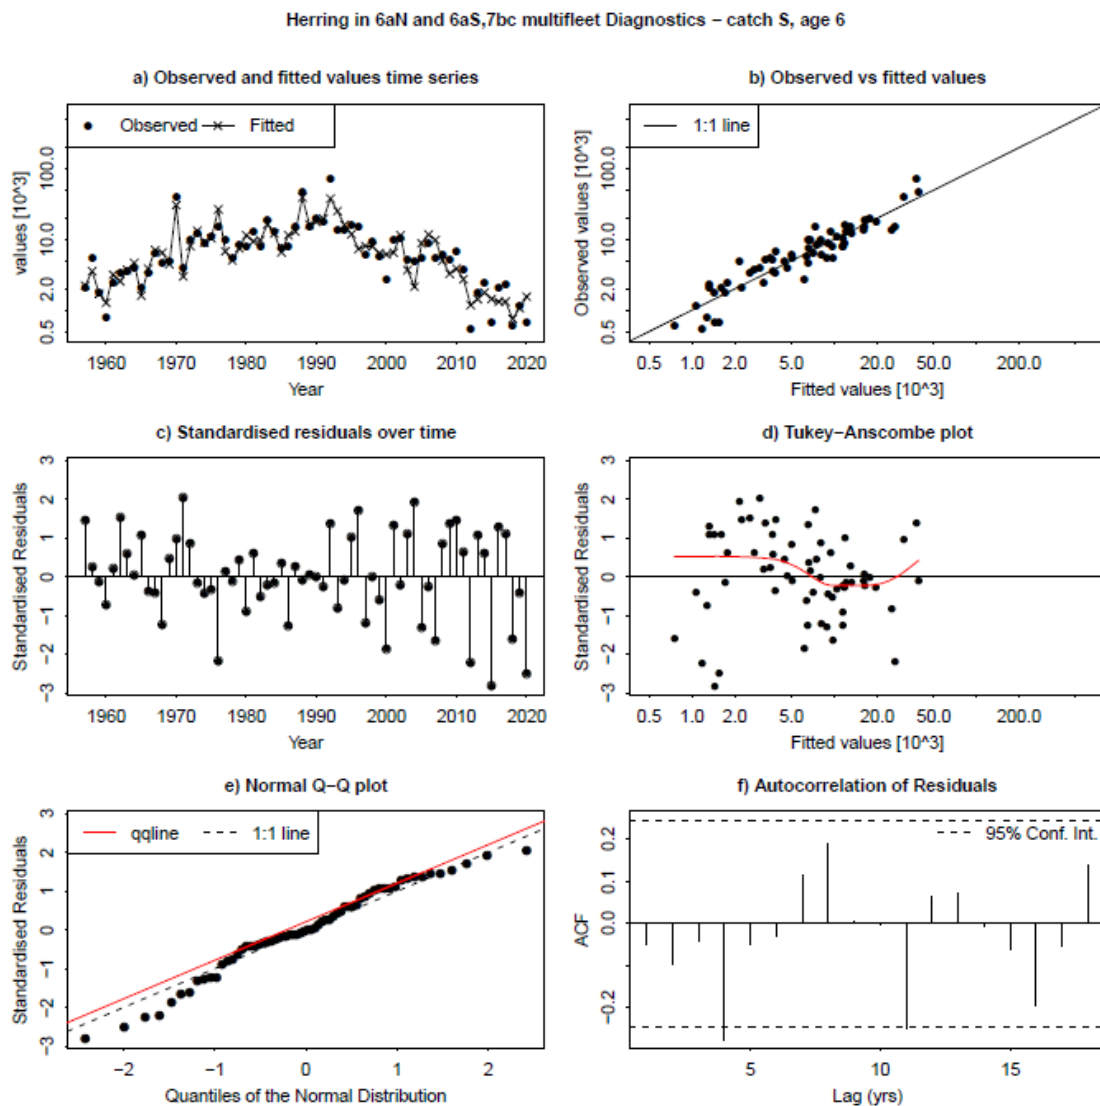 Herring in 6aN and 6aS,7bc multifleet Diagnostics − catch S, age 6
a) Observed and fitted values time series
values [10^3]
100.0
10.0
2.0
0.5
Observed
Fitted
1960 1970 1980 1990 2000 2010 2020
Year
b) Observed vs fitted values
Observed values [10^3]
100.0
10.0
2.0
0.5
1:1 line
0.5 1.0 2.0 5.0 10.0 20.0 50.0 200.0
Fitted values [10^3]
c) Standardised residuals over time
Standardised Residuals
3
2
1
0
−1
−2
−3
1960 1970 1980 1990 2000 2010 2020
Year
d) Tukey−Anscombe plot
Standardised Residuals
3
2
1
0
−1
−2
−3
0.5 1.0 2.0 5.0 10.0 20.0 50.0 200.0
Fitted values [10^3]
e) Normal Q−Q plot
Standardised Residuals
3
2
1
0
−1
−2
−3
qqline
1:1 line
−2 −1 0 1 2
Quantiles of the Normal Distribution
f) Autocorrelation of Residuals
ACF
0.2
0.0
−0.2
95% Conf. Int.
5 10 15
Lag (yrs)